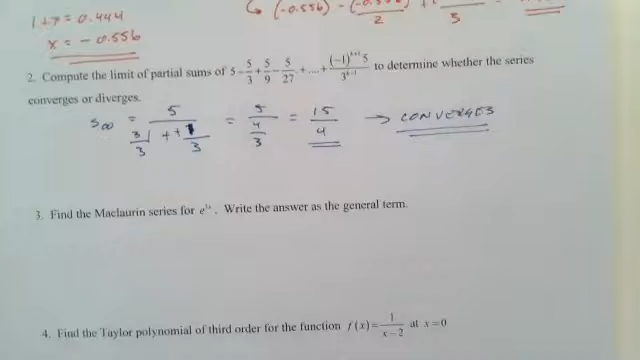 1+x = 0.444
x = -0.556
(-0.556) -
2
3
2. Compute the limit of partial sums of 5 - 5/3 + 5/9 - 5/27 + .... + (-1)^{k+1} 5 / 3^{k-1} to determine whether the series
converges or diverges.
S∞ = 5 / (3/3 + 1/3) = 5 / (4/3) = 15/4 → CONVERGES
3. Find the Maclaurin series for . Write the answer as the general term.
4. Find the Taylor polynomial of third order for the function f(x) = 1/(x-2) at x=0